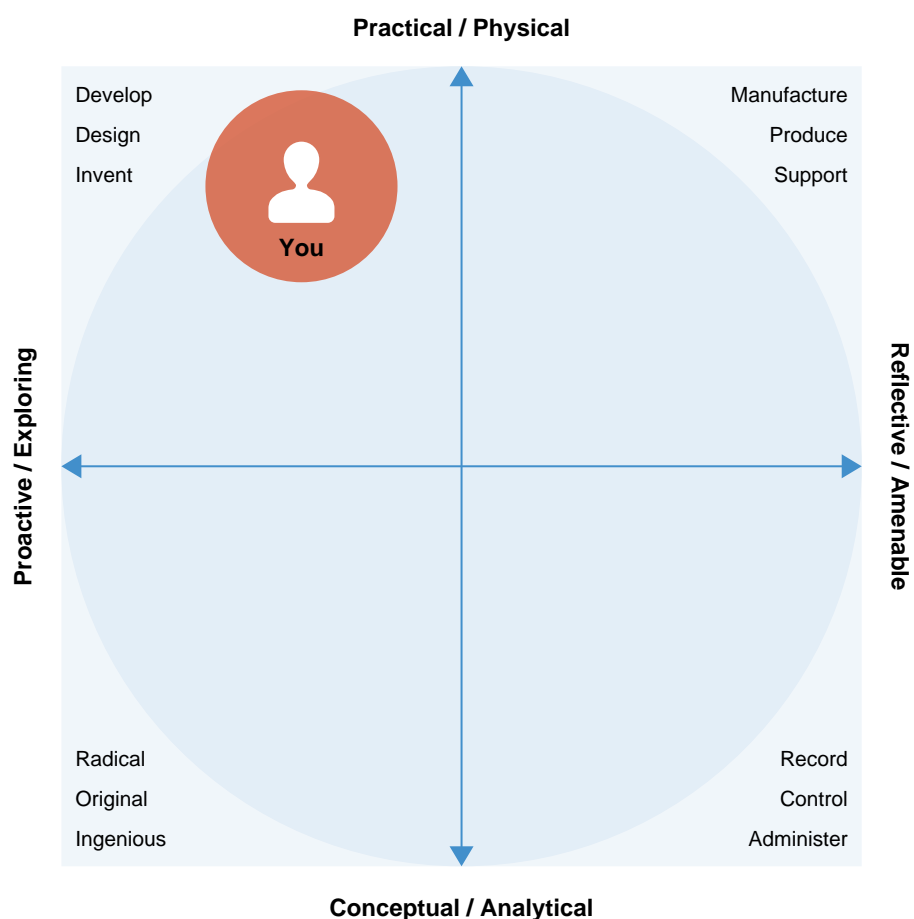 Practical / Physical
Develop
Design
Invent
Manufacture
Produce
Support
You
Proactive / Exploring
Reflective / Amenable
Radical
Original
Ingenious
Record
Control
Administer
Conceptual / Analytical